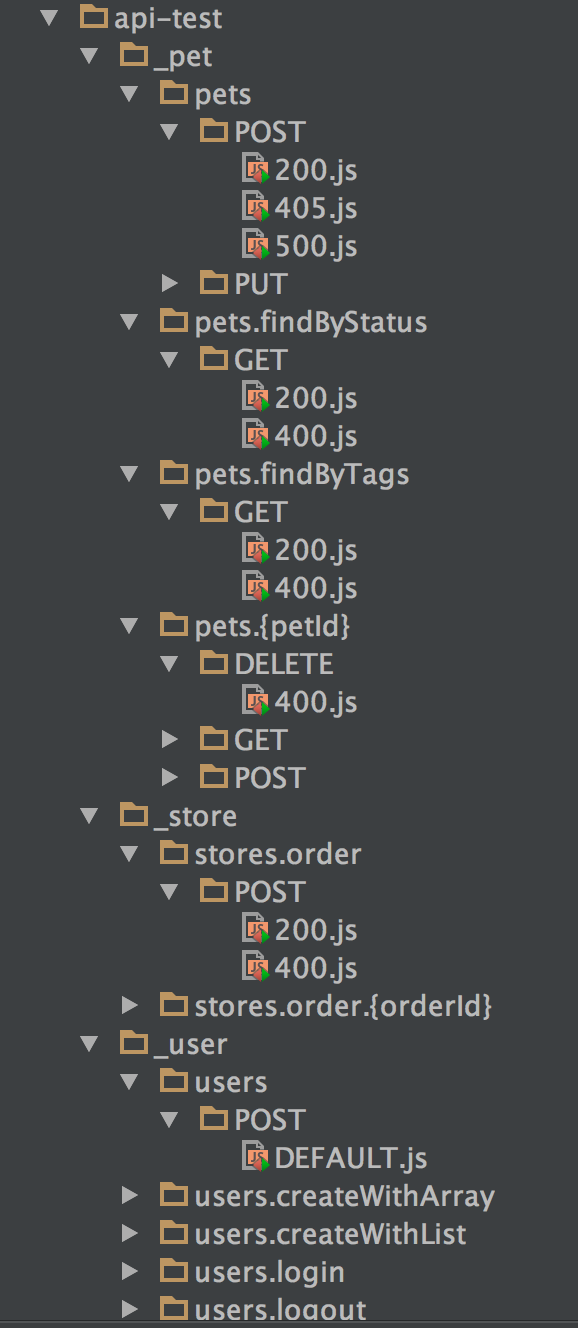 api-test
_pet
pets
POST
200.js
405.js
500.js
PUT
pets.findByStatus
GET
200.js
400.js
pets.findByTags
GET
200.js
400.js
pets.{petId}
DELETE
400.js
GET
POST
_store
stores.order
POST
200.js
400.js
stores.order.{orderId}
_user
users
POST
DEFAULT.js
users.createWithArray
users.createWithList
users.login
users.logout